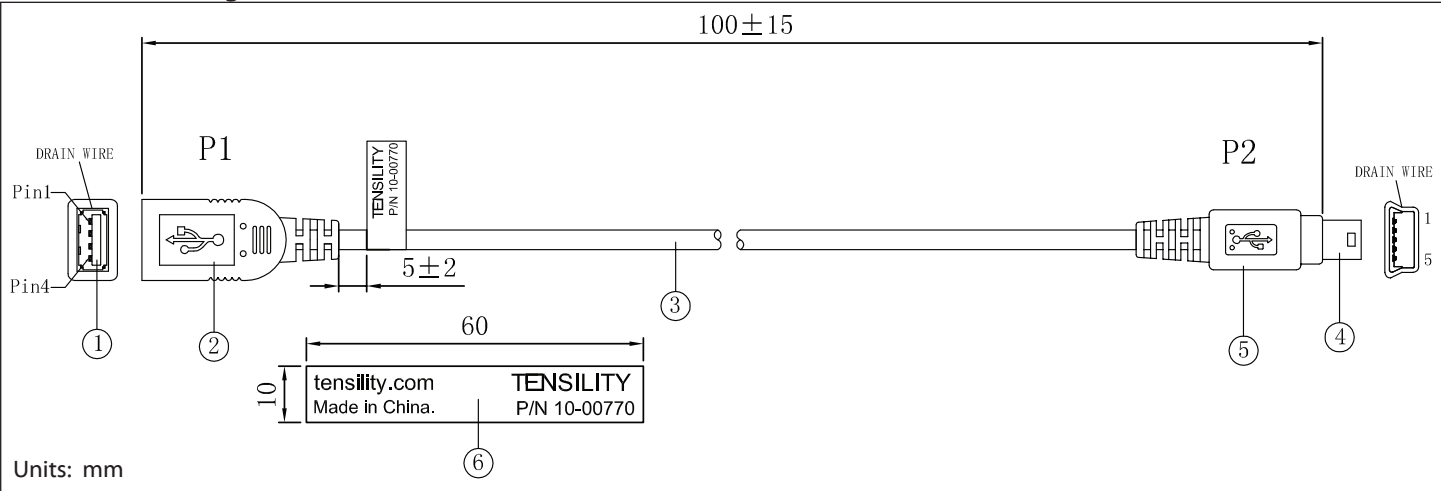 100±15
P1
P2
DRAIN WIRE
DRAIN WIRE
Pin1
Pin4
1
5
TENSILITY
P/N 10-00770
5±2
1
2
3
4
5
60
10
tensility.com TENSILITY
Made in China. P/N 10-00770
6
Units: mm